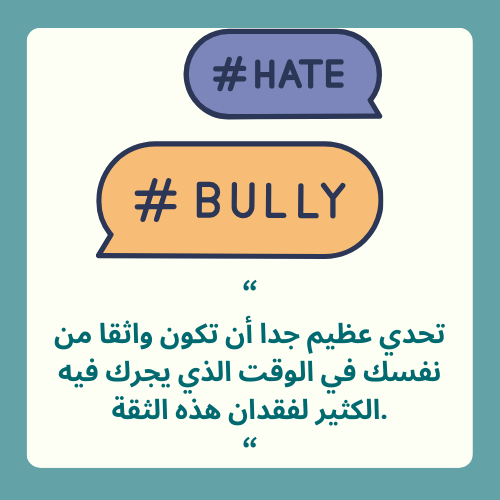 #HATE
# BULLY
“
تحدي عظيم جدا أن تكون واثقا من
نفسك في الوقت الذي يجرك فيه
.الكثير لفقدان هذه الثقة
“